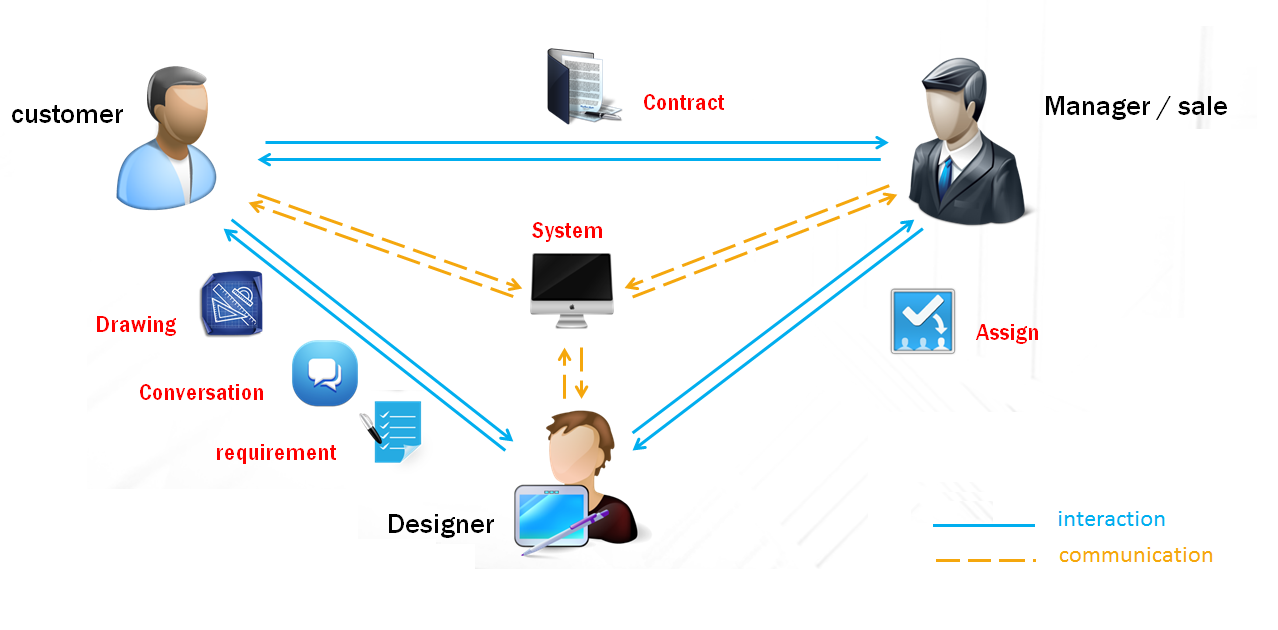 Contract
customer
Manager / sale
System
Drawing
Assign
Conversation
requirement
Designer
interaction
communication